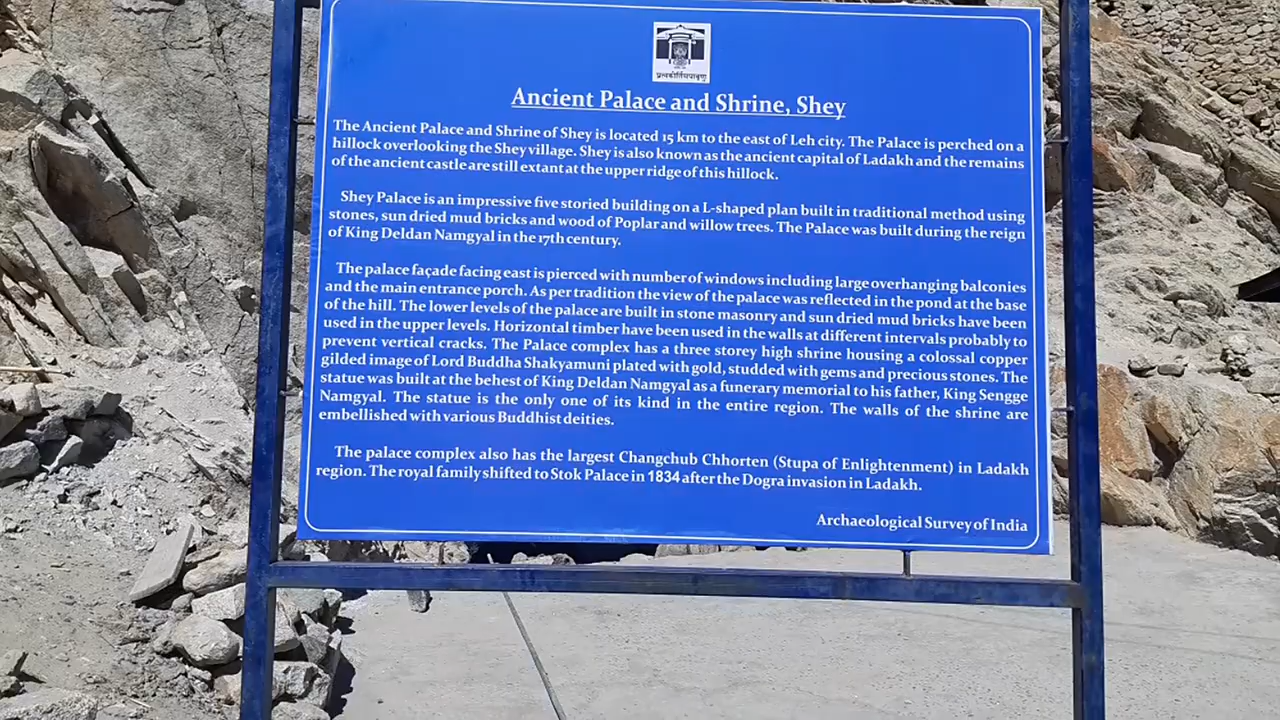 प्रत्नकीर्तिमपावृणु
Ancient Palace and Shrine, Shey
The Ancient Palace and Shrine of Shey is located 15 km to the east of Leh city. The Palace is perched on a
hillock overlooking the Shey village. Shey is also known as the ancient capital of Ladakh and the remains
of the ancient castle are still extant at the upper ridge of this hillock.
Shey Palace is an impressive five storied building on a L-shaped plan built in traditional method using
stones, sun dried mud bricks and wood of Poplar and willow trees. The Palace was built during the reign
of King Deldan Namgyal in the 17th century.
The palace façade facing east is pierced with number of windows including large overhanging balconies
and the main entrance porch. As per tradition the view of the palace was reflected in the pond at the base
of the hill. The lower levels of the palace are built in stone masonry and sun dried mud bricks have been
used in the upper levels. Horizontal timber have been used in the walls at different intervals probably to
prevent vertical cracks. The Palace complex has a three storey high shrine housing a colossal copper
gilded image of Lord Buddha Shakyamuni plated with gold, studded with gems and precious stones. The
statue was built at the behest of King Deldan Namgyal as a funerary memorial to his father, King Sengge
Namgyal. The statue is the only one of its kind in the entire region. The walls of the shrine are
embellished with various Buddhist deities.
The palace complex also has the largest Changchub Chhorten (Stupa of Enlightenment) in Ladakh
region. The royal family shifted to Stok Palace in 1834 after the Dogra invasion in Ladakh.
Archaeological Survey of India